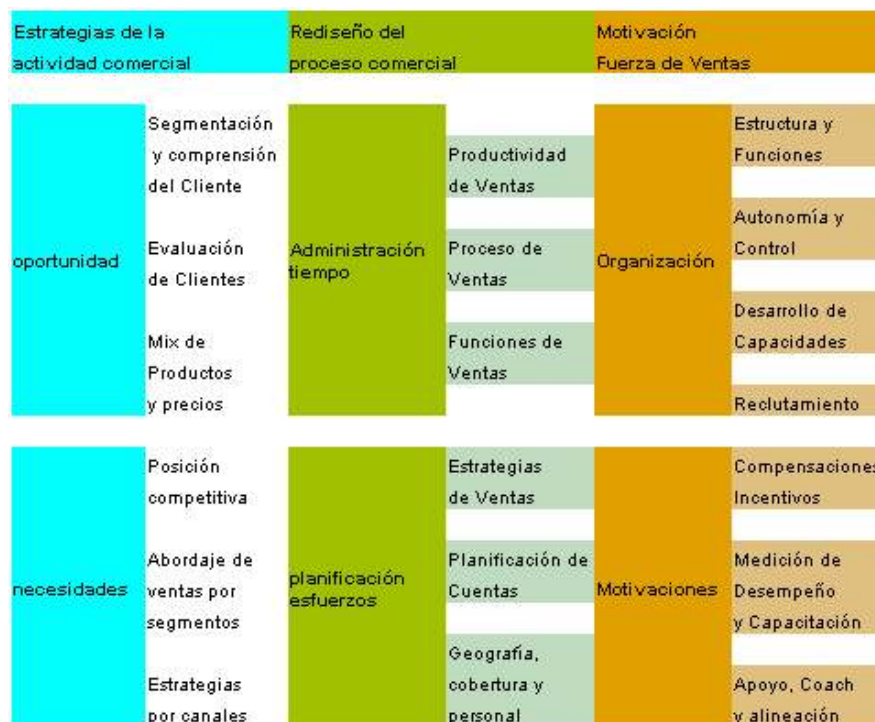 Estrategias de la
actividad comercial
Rediseño del
proceso comercial
Motivación
Fuerza de Ventas
oportunidad
Segmentación
y comprensión
del Cliente
Evaluación
de Clientes
Mix de
Productos
y precios
Administración
tiempo
Productividad
de Ventas
Proceso de
Ventas
Funciones de
Ventas
Organización
Estructura y
Funciones
Autonomía y
Control
Desarrollo de
Capacidades
Reclutamiento
necesidades
Posición
competitiva
Abordaje de
ventas por
segmentos
Estrategias
por canales
planificación
esfuerzos
Estrategias
de Ventas
Planificación de
Cuentas
Geografía,
cobertura y
personal
Motivaciones
Compensaciones
Incentivos
Medición de
Desempeño
y Capacitación
Apoyo, Coach
y alineación